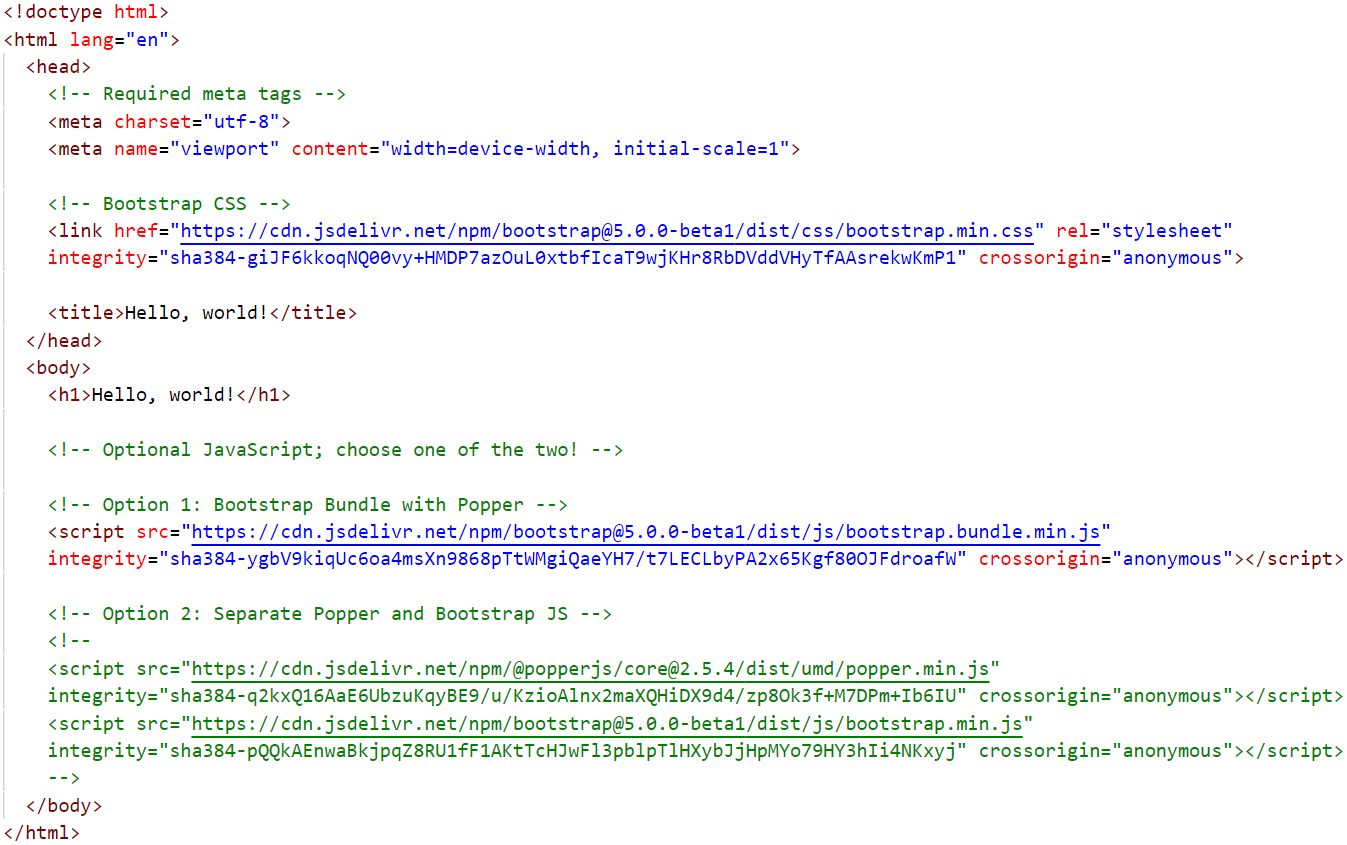 <!doctype html>
<html lang="en">
  <head>
    <!-- Required meta tags -->
    <meta charset="utf-8">
    <meta name="viewport" content="width=device-width, initial-scale=1">

    <!-- Bootstrap CSS -->
    <link href="https://cdn.jsdelivr.net/npm/bootstrap@5.0.0-beta1/dist/css/bootstrap.min.css" rel="stylesheet"
    integrity="sha384-giJF6kkoqNQ00vy+HMDP7azOuL0xtbfIcaT9wjKHr8RbDVddVHyTfAAsrekwKmP1" crossorigin="anonymous">

    <title>Hello, world!</title>
  </head>
  <body>
    <h1>Hello, world!</h1>

    <!-- Optional JavaScript; choose one of the two! -->

    <!-- Option 1: Bootstrap Bundle with Popper -->
    <script src="https://cdn.jsdelivr.net/npm/bootstrap@5.0.0-beta1/dist/js/bootstrap.bundle.min.js"
    integrity="sha384-ygbV9kiqUc6oa4msXn9868pTtWMgiQaeYH7/t7LECLbyPA2x65Kgf80OJFdroafW" crossorigin="anonymous"></script>

    <!-- Option 2: Separate Popper and Bootstrap JS -->
    <!--
    <script src="https://cdn.jsdelivr.net/npm/@popperjs/core@2.5.4/dist/umd/popper.min.js"
    integrity="sha384-q2kxQ16AaE6UbzuKqyBE9/u/KzioAlnx2maXQHiDX9d4/zp8Ok3f+M7DPm+Ib6IU" crossorigin="anonymous"></script>
    <script src="https://cdn.jsdelivr.net/npm/bootstrap@5.0.0-beta1/dist/js/bootstrap.min.js"
    integrity="sha384-pQQkAEnwaBkjpqZ8RU1fF1AKtTcHJwFl3pblpTlHXybJjHpMYo79HY3hIi4NKxyj" crossorigin="anonymous"></script>
    -->
  </body>
</html>